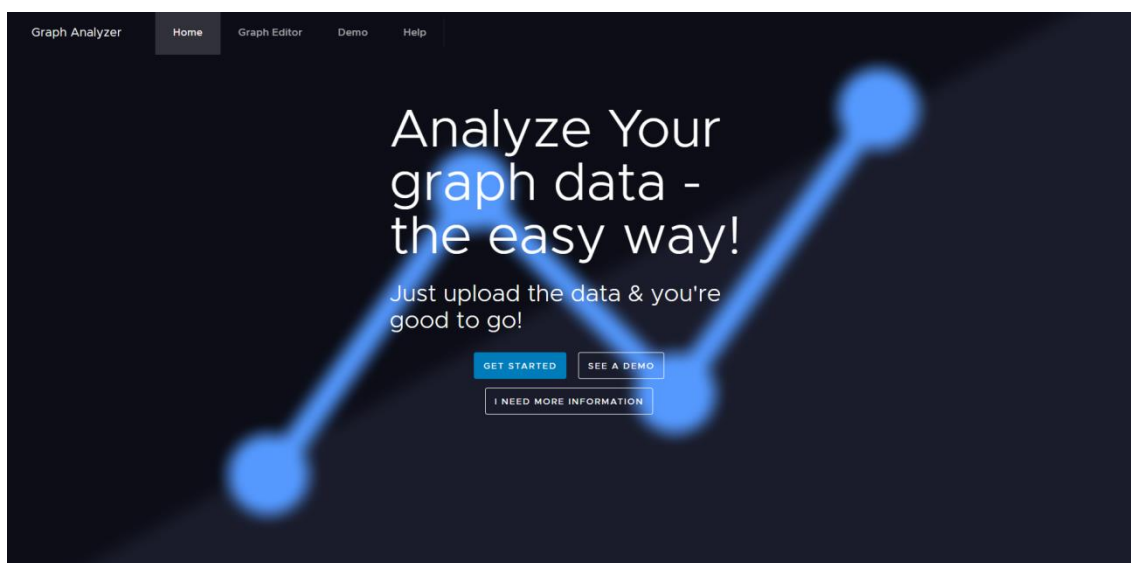 Graph Analyzer Home Graph Editor Demo Help
Analyze Your
graph data -
the easy way!
Just upload the data & you're
good to go!
GET STARTED SEE A DEMO
I NEED MORE INFORMATION